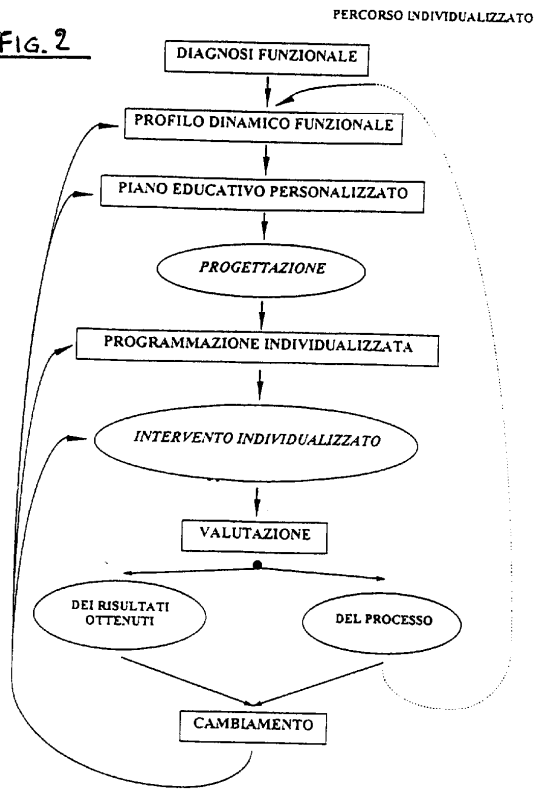 PERCORSO INDIVIDUALIZZATO
FIG. 2
DIAGNOSI FUNZIONALE
PROFILO DINAMICO FUNZIONALE
PIANO EDUCATIVO PERSONALIZZATO
PROGETTAZIONE
PROGRAMMAZIONE INDIVIDUALIZZATA
INTERVENTO INDIVIDUALIZZATO
VALUTAZIONE
DEI RISULTATI
OTTENUTI
DEL PROCESSO
CAMBIAMENTO